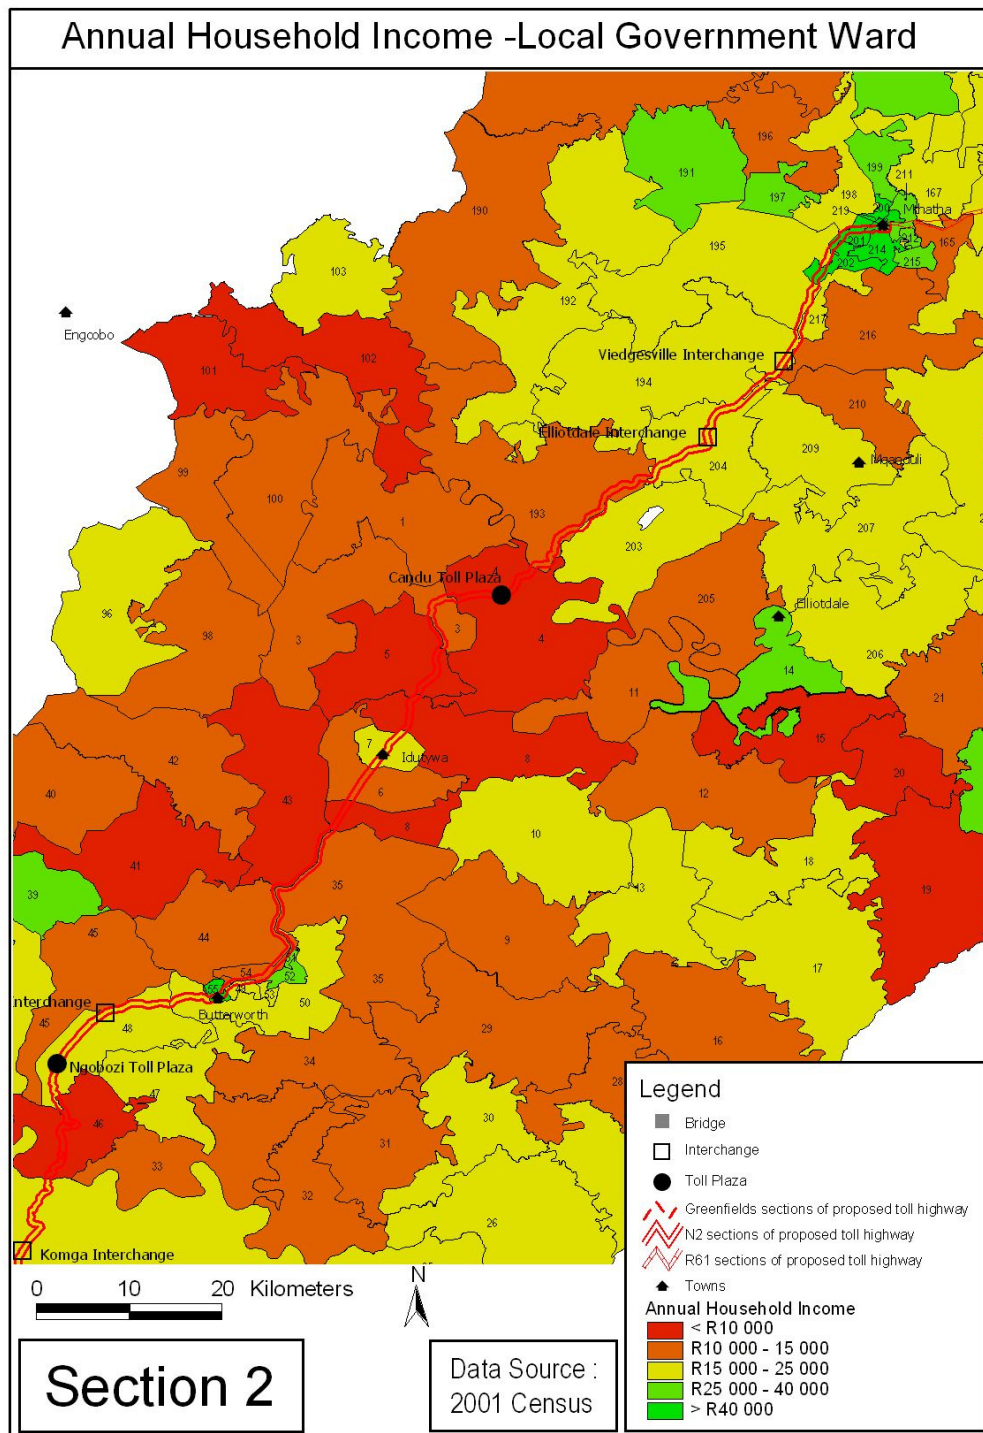 Annual Household Income -Local Government Ward
196
191
199
211
197
198
167
200
Mthatha
219
190
212
165
195
201
214
202
215
103
192
217
Engcobo
216
Viedgesville Interchange
102
101
194
210
Elliotdale Interchange
209
Mqanduli
204
99
100
193
207
1
203
4
Candu Toll Plaza
205
Elliotdale
96
98
3
3
4
5
206
14
11
21
7
Idutywa
15
42
8
20
40
43
6
12
8
10
41
18
39
35
13
19
45
44
9
17
54
52
35
53
50
Interchange
Butterworth
45
48
29
16
34
Ngobozi Toll Plaza
28
47
30
46
31
33
32
26
Komga Interchange
Legend
Bridge
Interchange
Toll Plaza
Greenfields sections of proposed toll highway
N2 sections of proposed toll highway
R61 sections of proposed toll highway
Towns
Annual Household Income
< R10 000
R10 000 - 15 000
R15 000 - 25 000
R25 000 - 40 000
> R40 000
0 10 20 Kilometers
N
Section 2
Data Source :
2001 Census